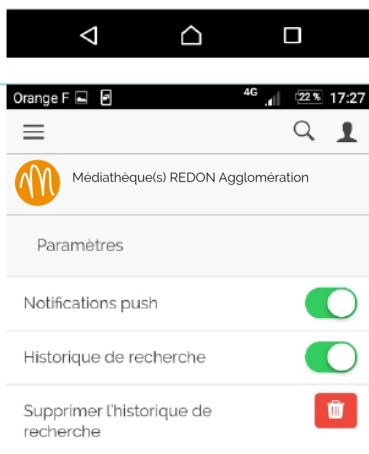 Orange F 4G 22 % 17:27
Médiathèque(s) REDON Agglomération
Paramètres
Notifications push
Historique de recherche
Supprimer l'historique de
recherche